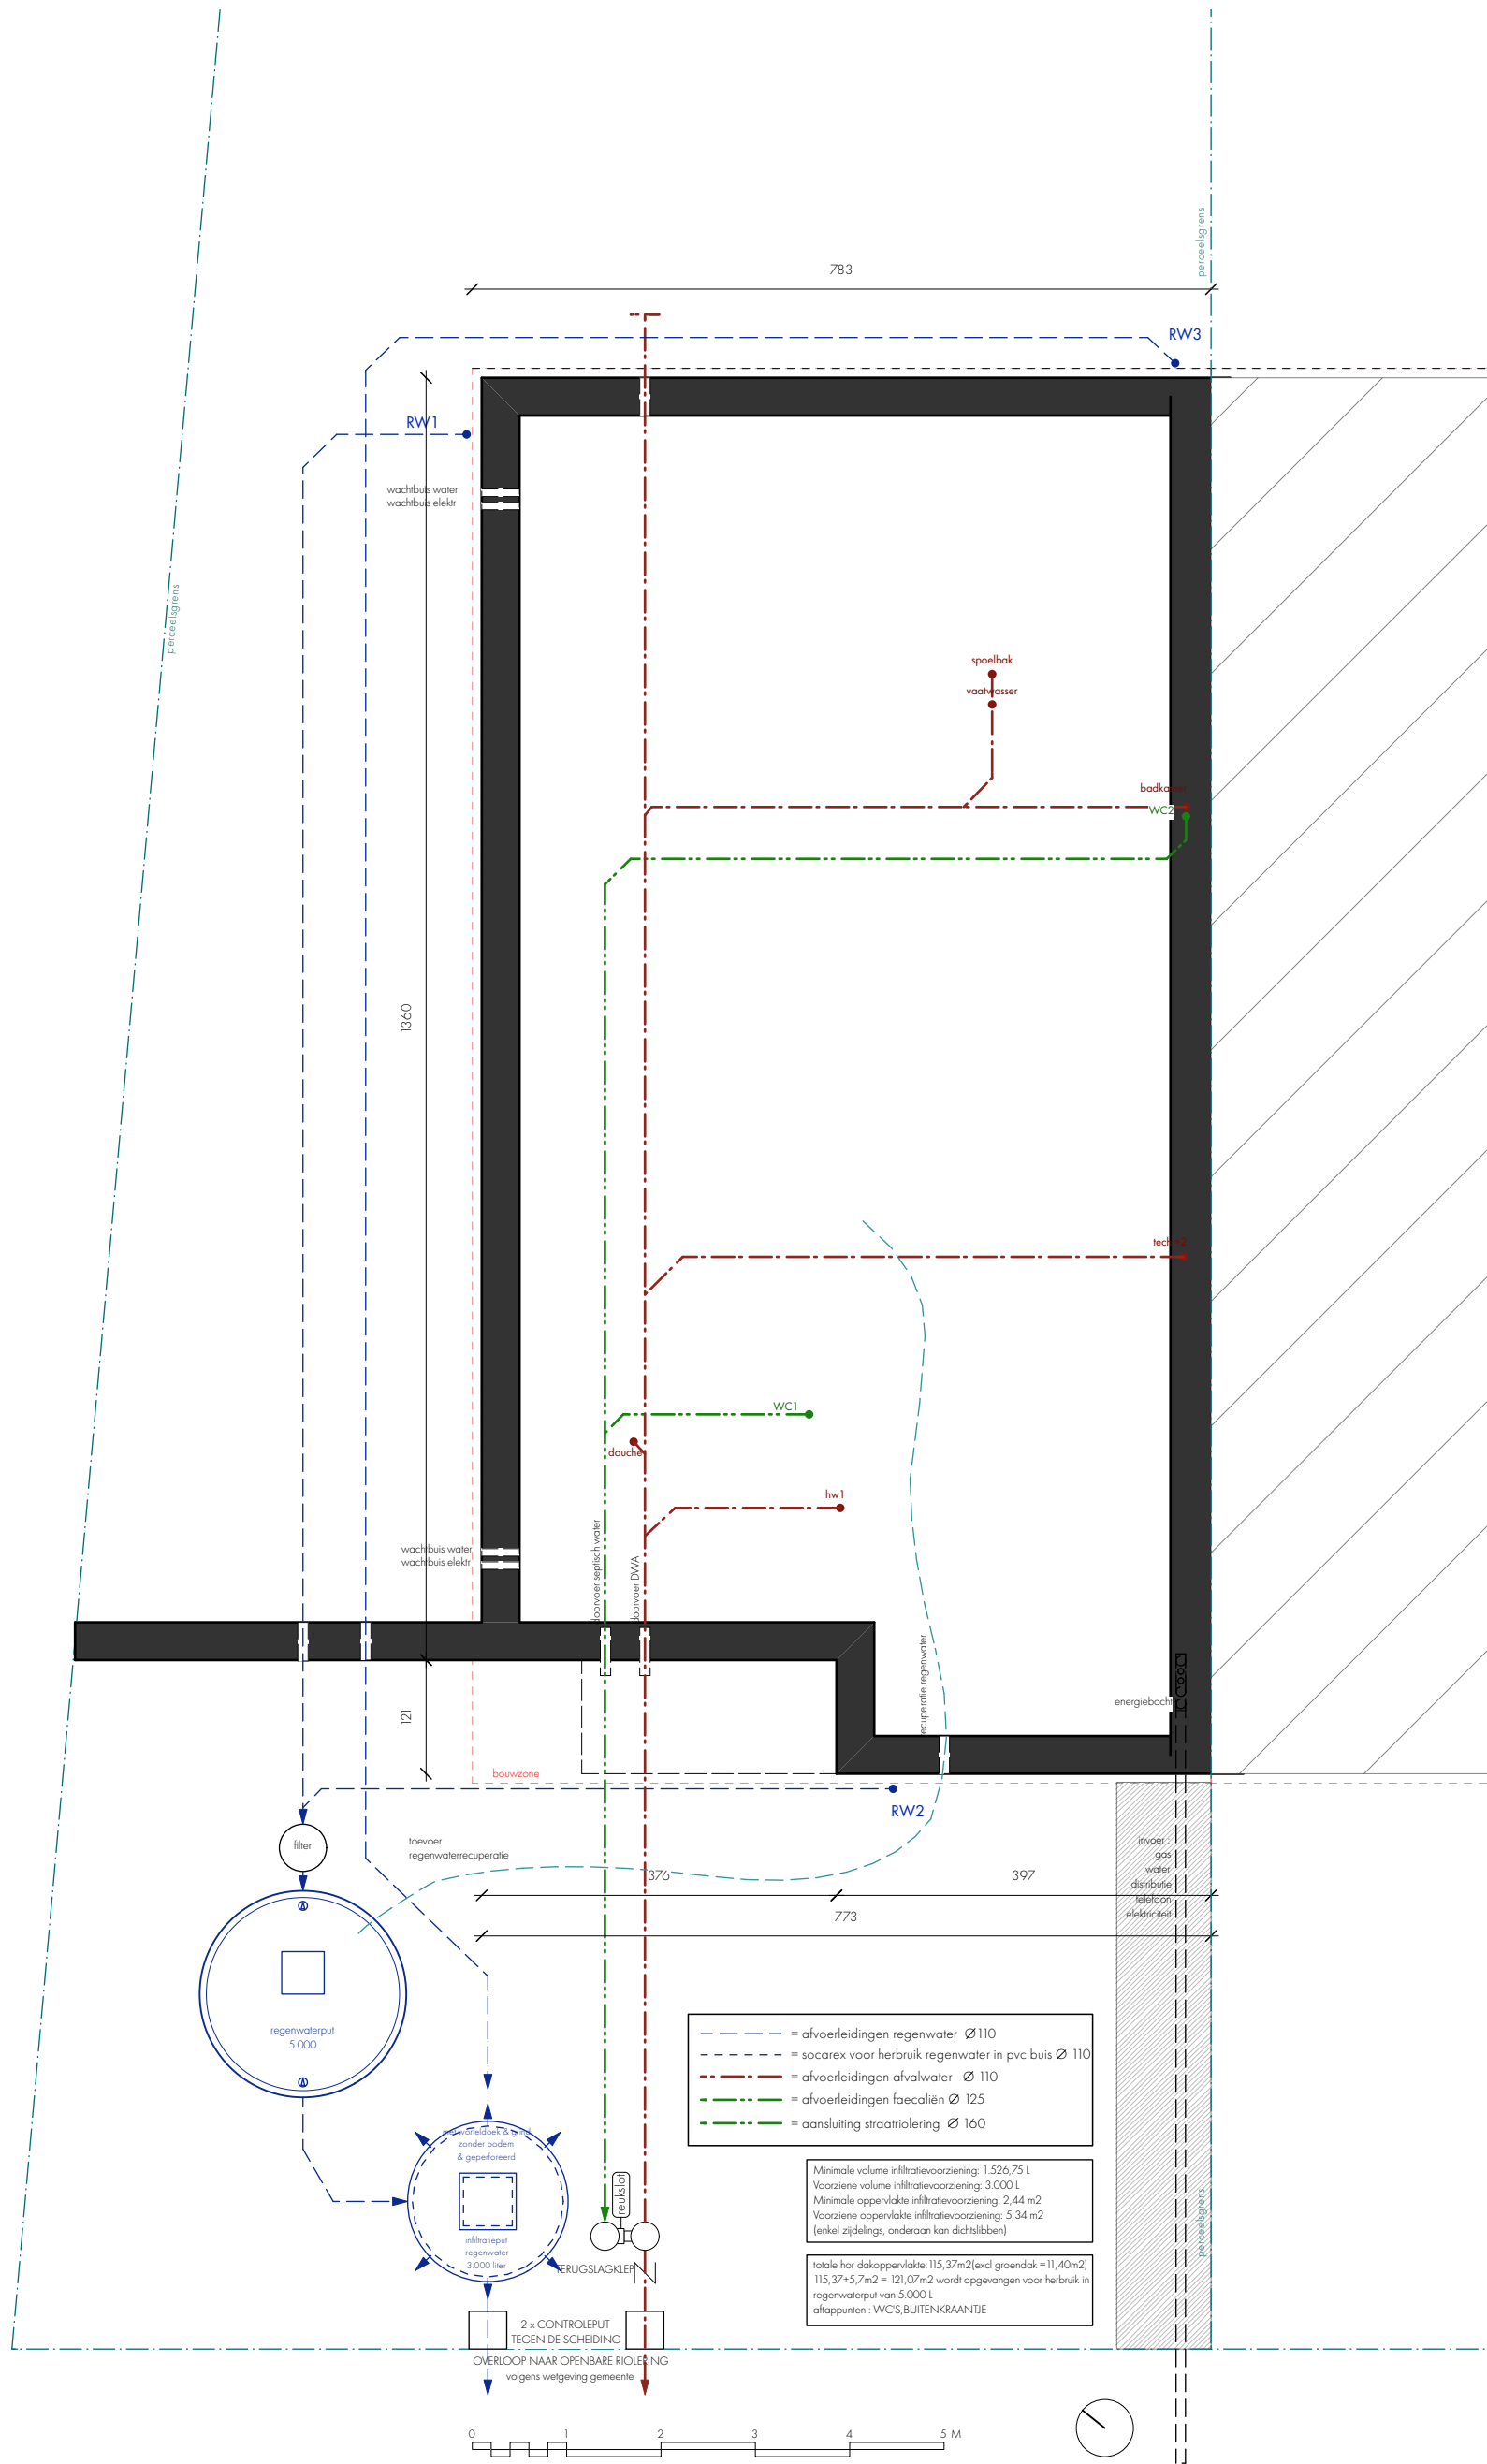 perceelsgrens
783
RW3
RW1
wachtbuis water
wachtbuis elektr
perceelsgrens
spoelbak
vaatwasser
WC2
1360
WC1
douche
hw1
doorvoer septisch water
doorvoer DWA
wachtbuis water
wachtbuis elektr
recuperatie regenwater
energiebocht
121
bouwzone
RW2
filter
toevoer
regenwaterrecuperatie
invoer :
gas
water
distributie
telefoon
elektriciteit
376
397
773
regenwaterput
5.000
= afvoerleidingen regenwater Ø110
= socarex voor herbruik regenwater in pvc buis Ø 110
= afvoerleidingen afvalwater Ø 110
= afvoerleidingen faecaliën Ø 125
= aansluiting straatriolering Ø 160
met worteldoek & grind
zonder bodem
& geperforeerd
infiltratieput
regenwater
3.000 liter
reukslot
TERUGSLAGKLEP
Minimale volume infiltratievoorziening: 1.526,75 L
Voorziene volume infiltratievoorziening: 3.000 L
Minimale oppervlakte infiltratievoorziening: 2,44 m2
Voorziene oppervlakte infiltratievoorziening: 5,34 m2
(enkel zijdelings, onderaan kan dichtslibben)
perceelsgrens
totale hor dakoppervlakte:115,37m2(excl groendak =11,40m2)
115,37+5,7m2 = 121,07m2 wordt opgevangen voor herbruik in
regenwaterput van 5.000 L
aftappunten : WC'S,BUITENKRAANTJE
2 x CONTROLEPUT
TEGEN DE SCHEIDING
OVERLOOP NAAR OPENBARE RIOLERING
volgens wetgeving gemeente
0 1 2 3 4 5 M